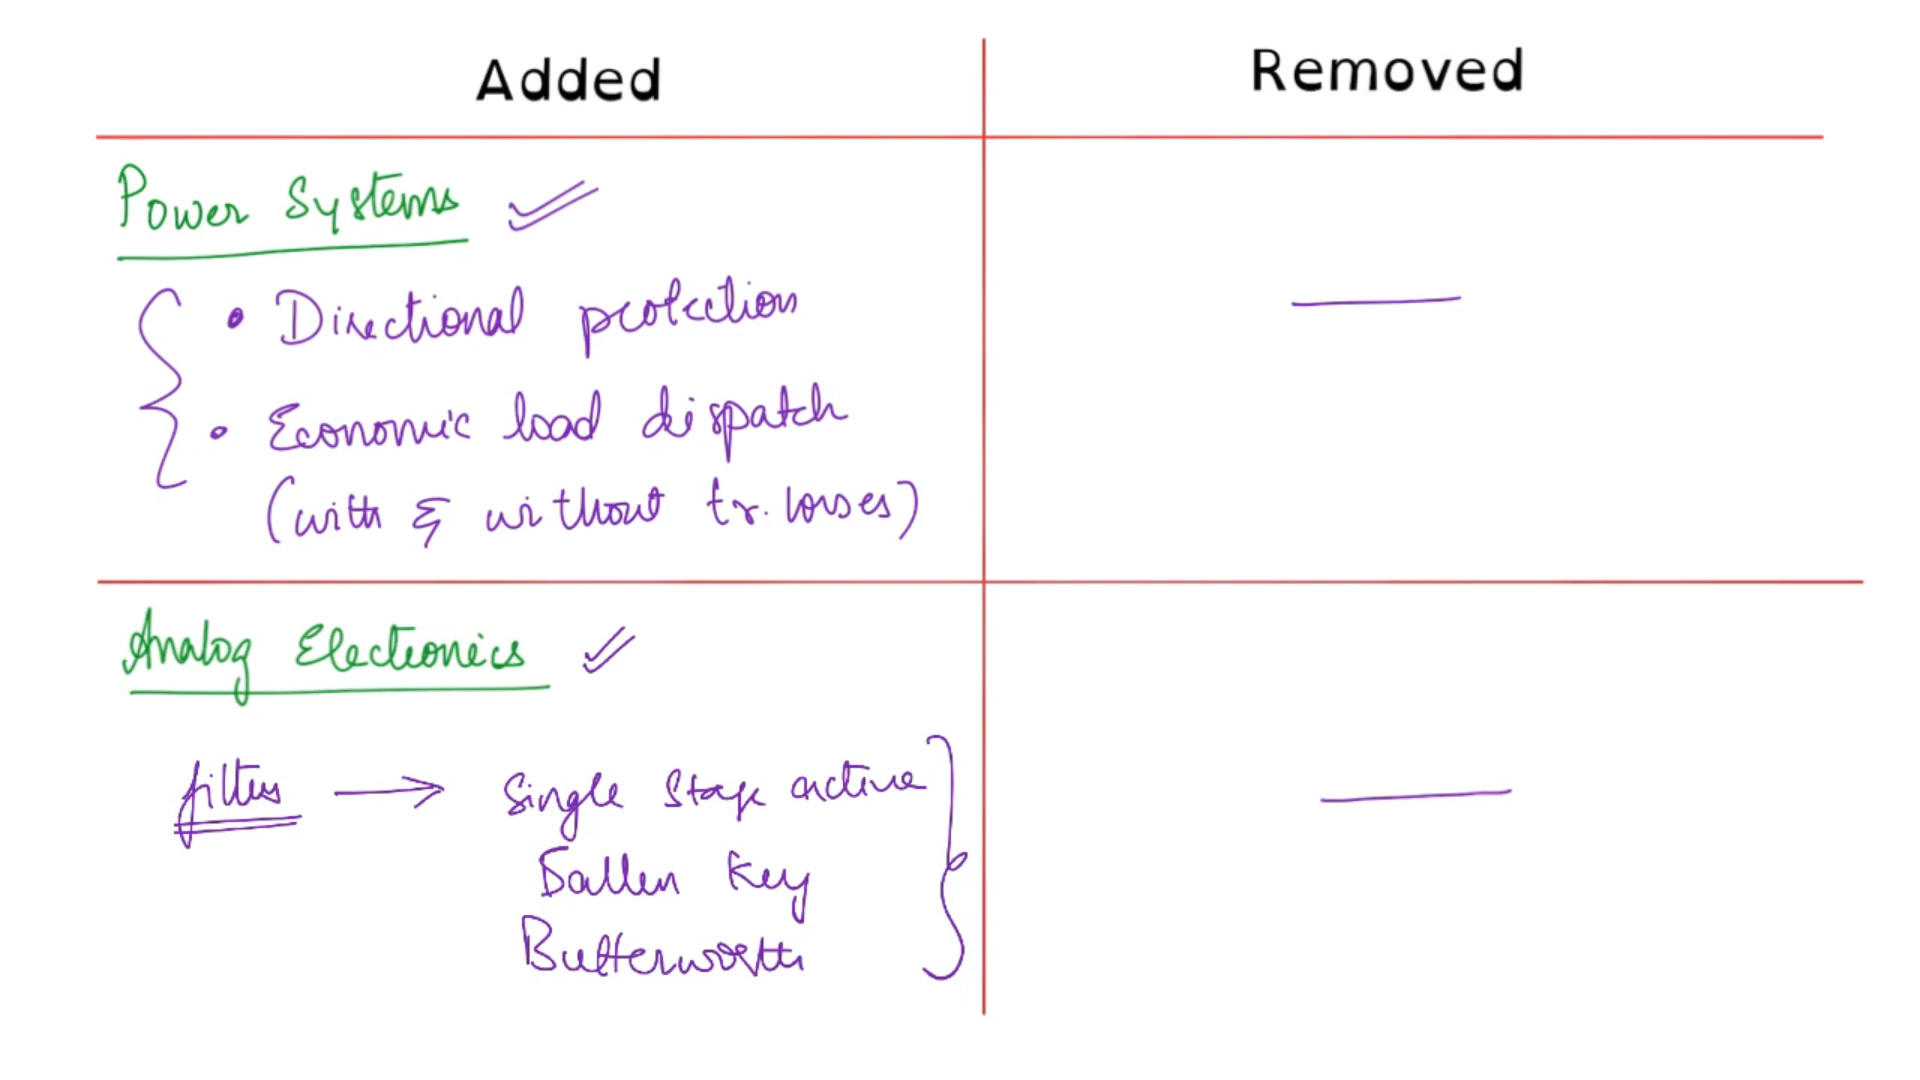 Added
Removed
Power Systems
• Directional protection
• Economic load dispatch
(with & without tr. losses)
Analog Electronics
filters → Single stage active
Sallen Key
Butterworth